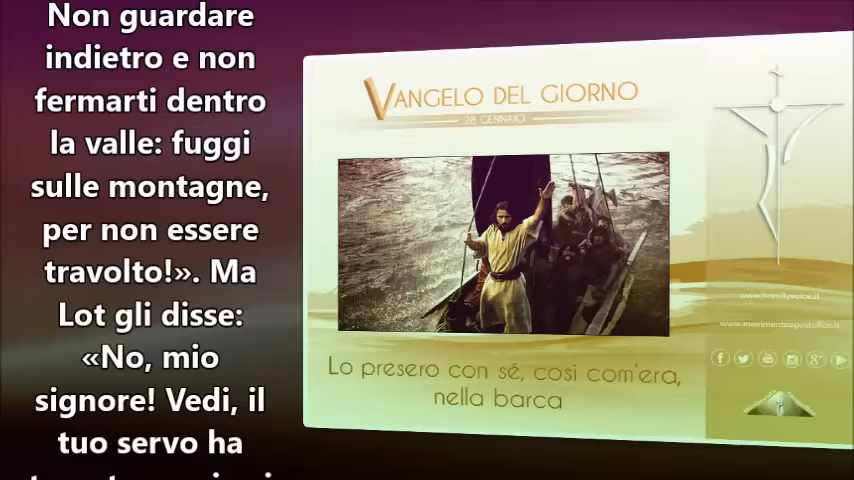 Non guardare
indietro e non
fermarti dentro
la valle: fuggi
sulle montagne,
per non essere
travolto!». Ma
Lot gli disse:
«No, mio
signore! Vedi, il
tuo servo ha
VANGELO DEL GIORNO
28 GENNAIO
Lo presero con sé, così com'era,
nella barca